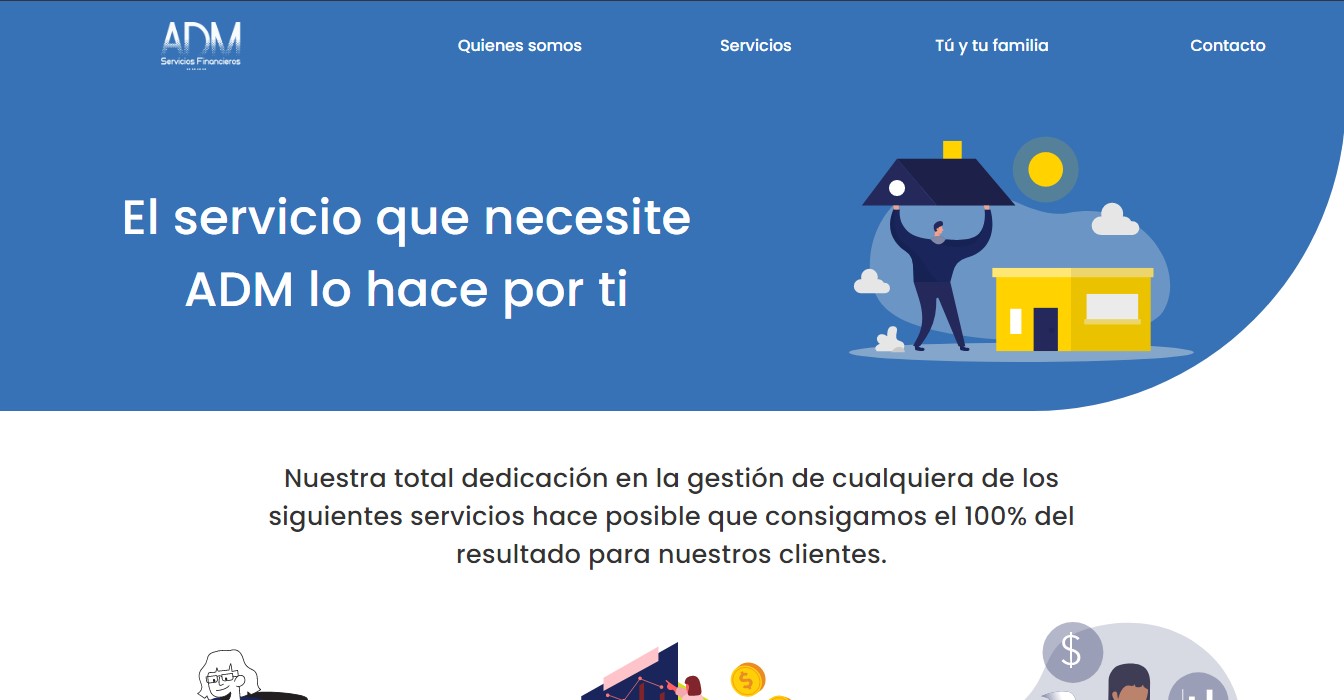 ADM
Servicios Financieros
Quienes somos
Servicios
Tú y tu familia
Contacto
El servicio que necesite
ADM lo hace por ti
Nuestra total dedicación en la gestión de cualquiera de los
siguientes servicios hace posible que consigamos el 100% del
resultado para nuestros clientes.
$
$